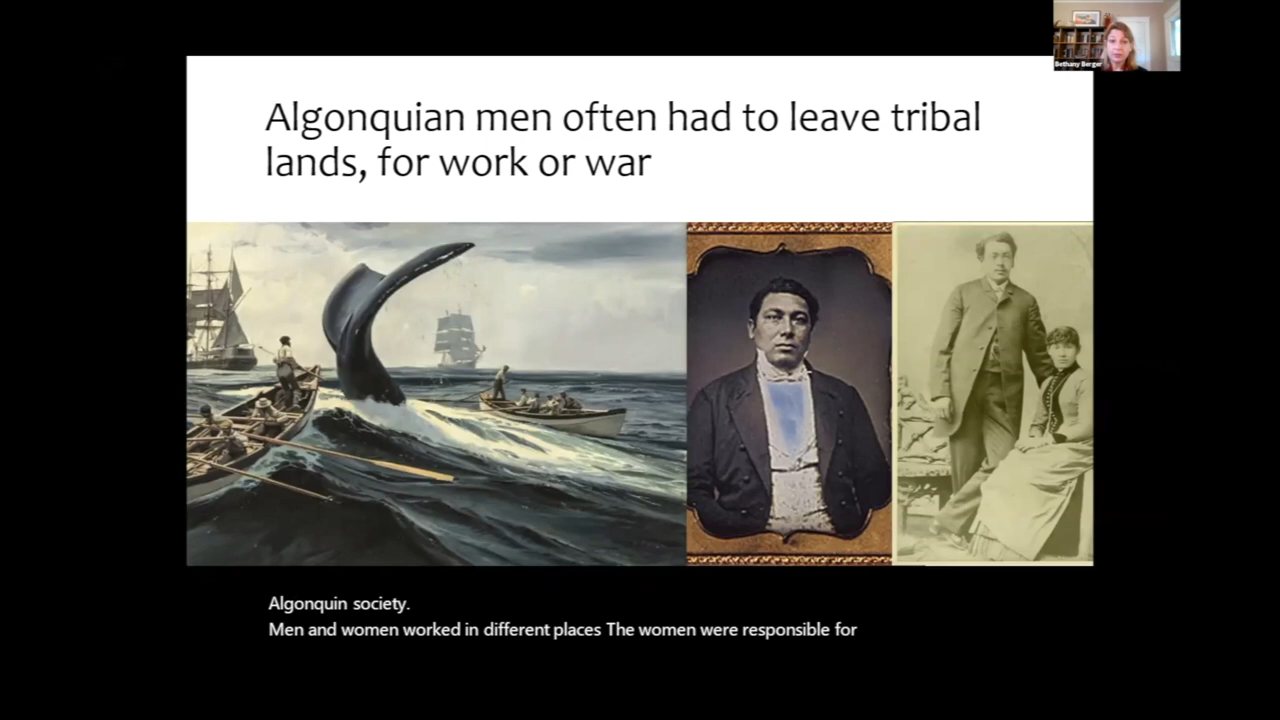 Bethany Berger
Algonquian men often had to leave tribal
lands, for work or war
Algonquin society.
Men and women worked in different places The women were responsible for